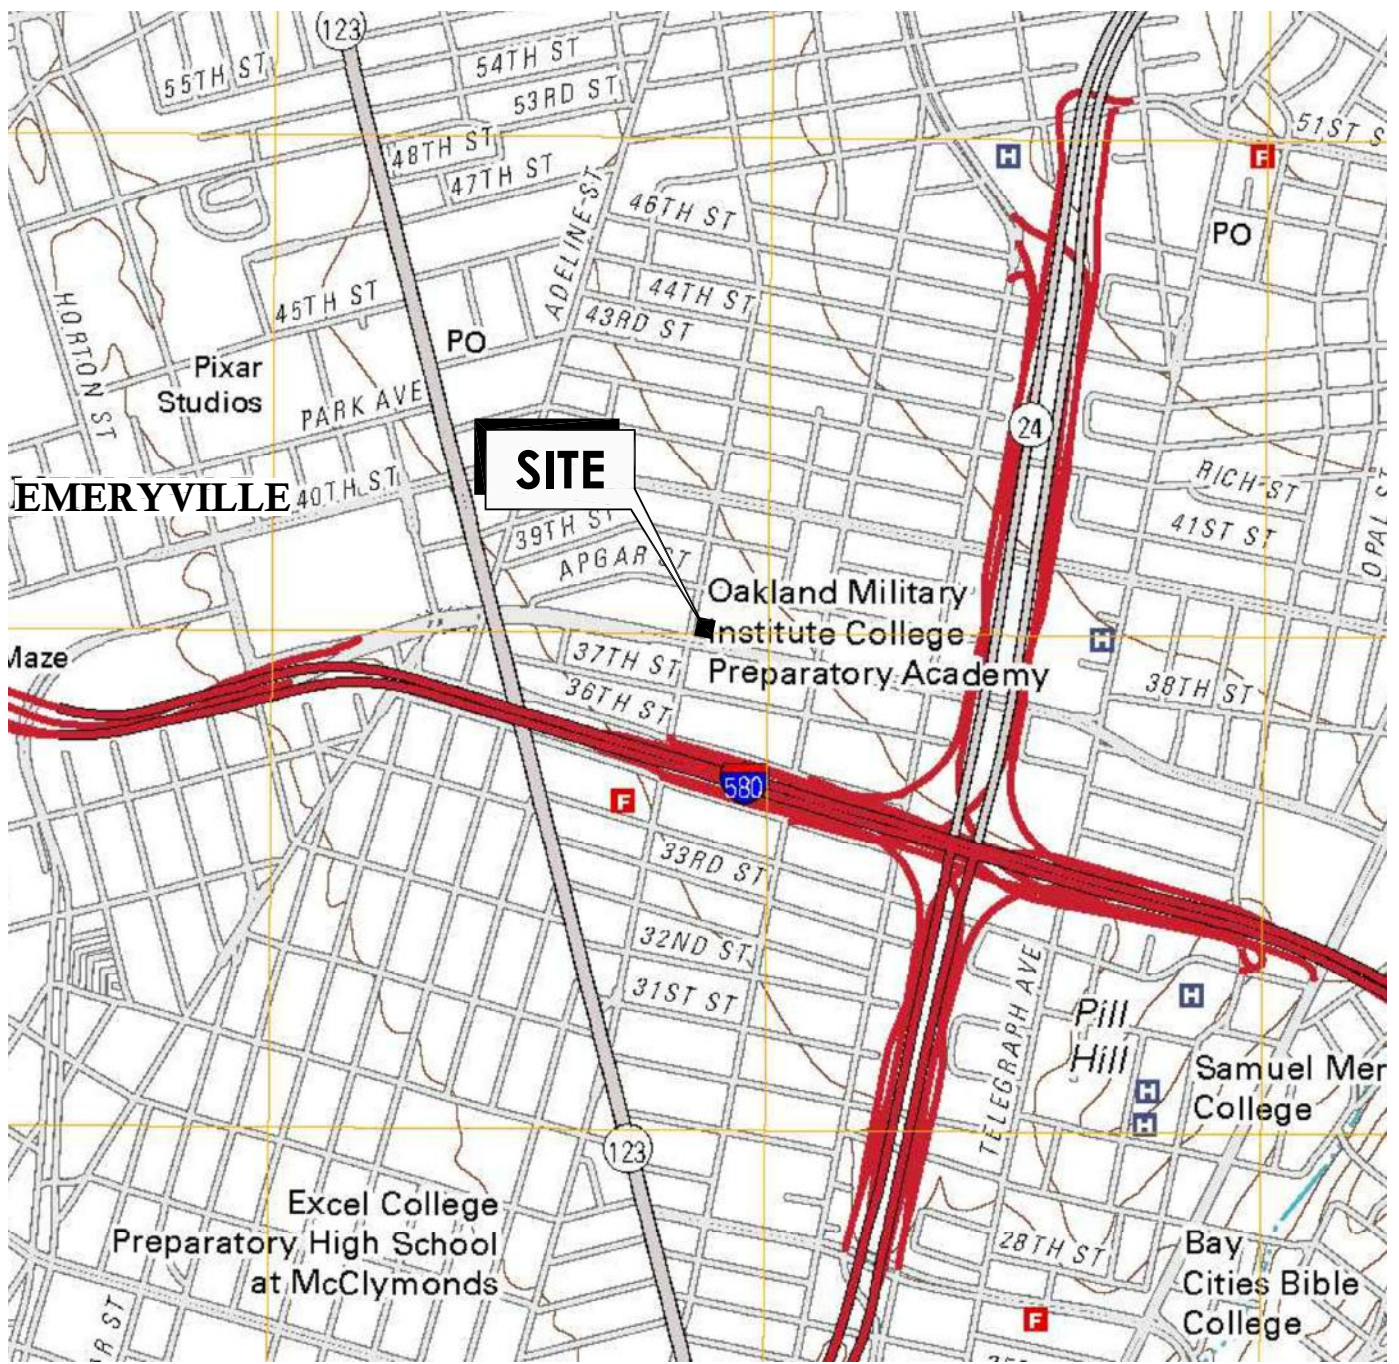 123
55TH ST
54TH ST
53RD ST
51ST S
48TH ST
47TH ST
H
F
ADELINE ST
46TH ST
PO
45TH ST
44TH ST
43RD ST
HORTON ST
PO
Pixar
Studios
PARK AVE
24
SITE
RICH ST
EMERYVILLE
40TH ST
41ST ST
OPAL ST
39TH ST
APGAR ST
Oakland Military
Institute College
Preparatory Academy
H
Maze
37TH ST
36TH ST
38TH ST
580
F
33RD ST
32ND ST
31ST ST
TELEGRAPH AVE
H
Pill
Hill
Samuel Mer
College
H
H
123
Excel College
Preparatory High School
at McClymonds
28TH ST
Bay
Cities Bible
College
F
AR ST